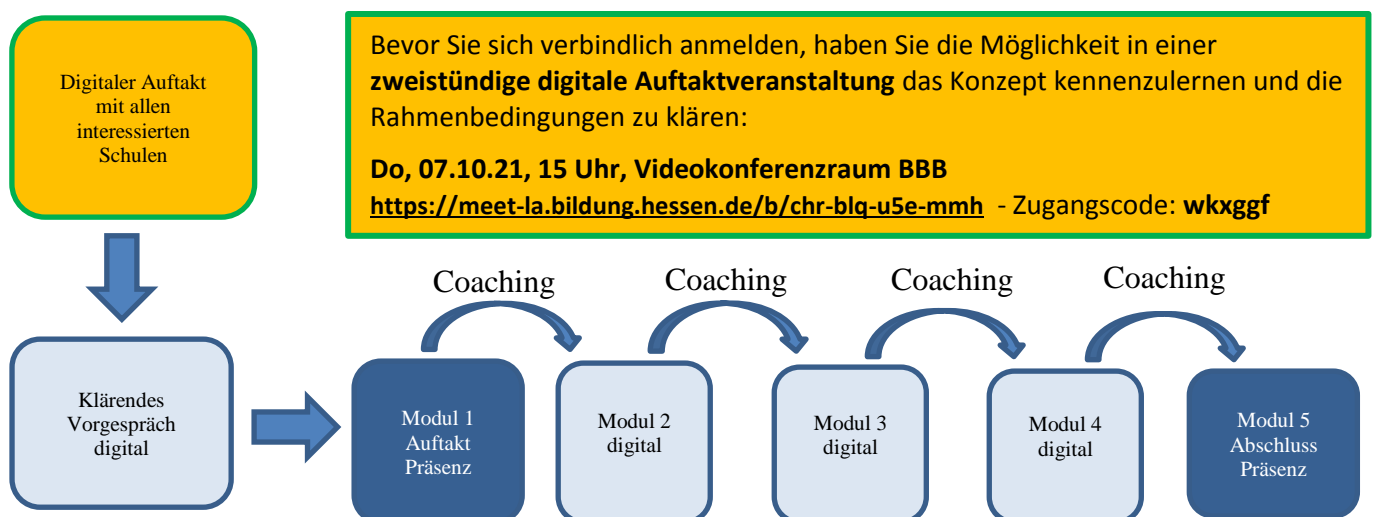 Digitaler Auftakt
mit allen
interessierten
Schulen
Bevor Sie sich verbindlich anmelden, haben Sie die Möglichkeit in einer
zweistündige digitale Auftaktveranstaltung das Konzept kennenzulernen und die
Rahmenbedingungen zu klären:
Do, 07.10.21, 15 Uhr, Videokonferenzraum BBB
https://meet-la.bildung.hessen.de/b/chr-blq-u5e-mmh - Zugangscode: wkxggf
Coaching
Coaching
Coaching
Coaching
Klärendes
Vorgespräch
digital
Modul 1
Auftakt
Präsenz
Modul 2
digital
Modul 3
digital
Modul 4
digital
Modul 5
Abschluss
Präsenz